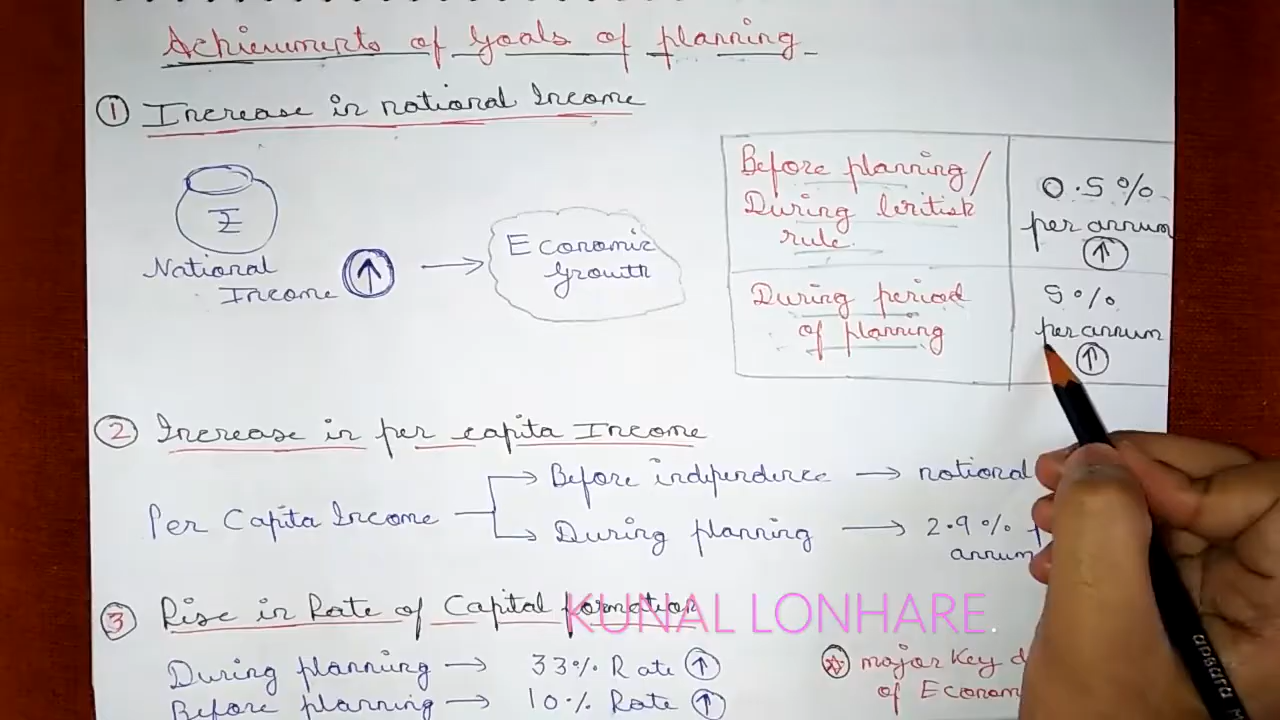 Achievements of Goals of planning
① Increase in national Income
₹
National
Income ↑ → Economic
Growth
Before planning /
During british
rule
0.5%
per annum
↑
During period
of planning
5%
per annum
↑
② Increase in per capita Income
Per Capita Income
Before independence → notional
During planning → 2.9%
annum
③ Rise in Rate of Capital formation
KUNAL LONHARE.
During planning → 33% Rate ↑
Before planning → 10% Rate ↑
major Key
of Econom
apsara